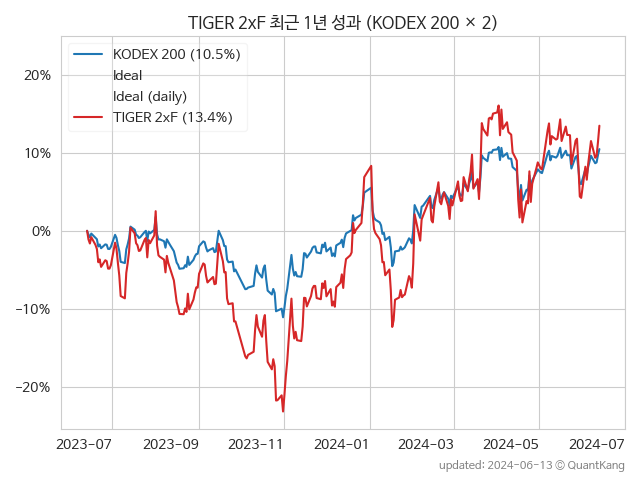 TIGER 2xF 최근 1년 성과 (KODEX 200 × 2)
KODEX 200 (10.5%)
Ideal
Ideal (daily)
TIGER 2xF (13.4%)
20%
10%
0%
−10%
−20%
2023−07
2023−09
2023−11
2024−01
2024−03
2024−05
2024−07
updated: 2024-06-13 ⓒ QuantKang